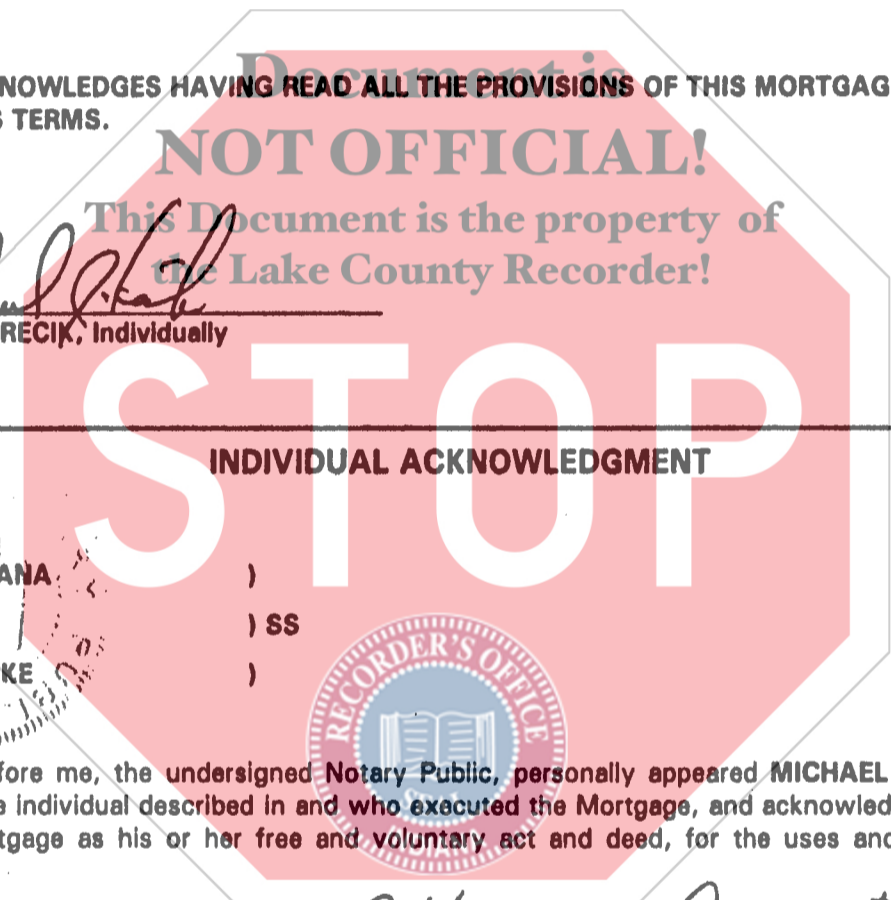 Document is
NOWLEDGES HAVING READ ALL THE PROVISIONS OF THIS MORTGAG
S TERMS.
NOT OFFICIAL!
This Document is the property of
the Lake County Recorder!
RECIK, Individually
STOP
INDIVIDUAL ACKNOWLEDGMENT
ANA )
) SS
KE )
RECORDER'S OFFICE
SEAL
INDIANA
fore me, the undersigned Notary Public, personally appeared MICHAEL
e individual described in and who executed the Mortgage, and acknowled
tgage as his or her free and voluntary act and deed, for the uses and